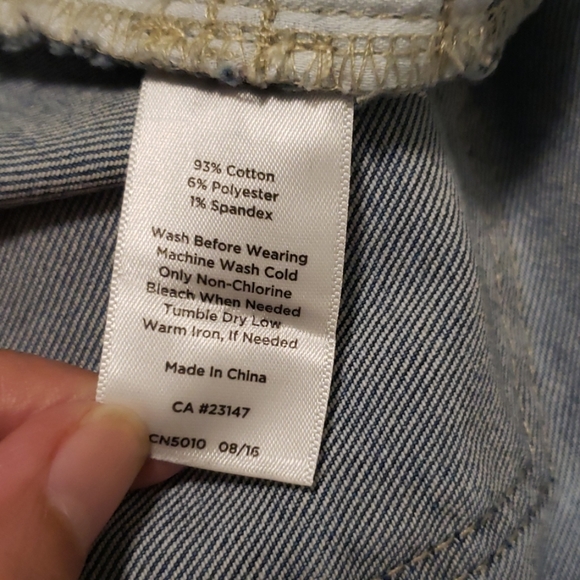 93% Cotton
6% Polyester
1% Spandex
Wash Before Wearing
Machine Wash Cold
Only Non-Chlorine
Bleach When Needed
Tumble Dry Low
Warm Iron, If Needed
Made In China
CA #23147
CN5010 08/16